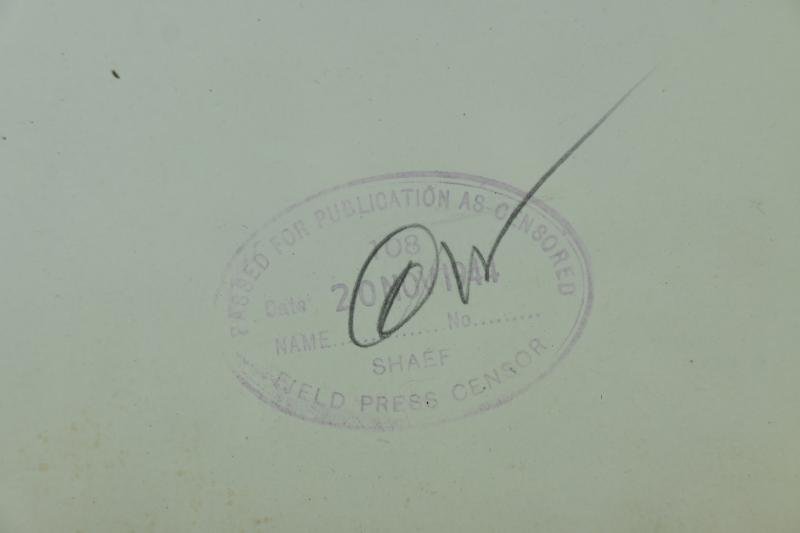 PASSED FOR PUBLICATION AS CENSORED
108
Date 20 NOV 1944
NAME.............. No.........
SHAEF
FIELD PRESS CENSOR